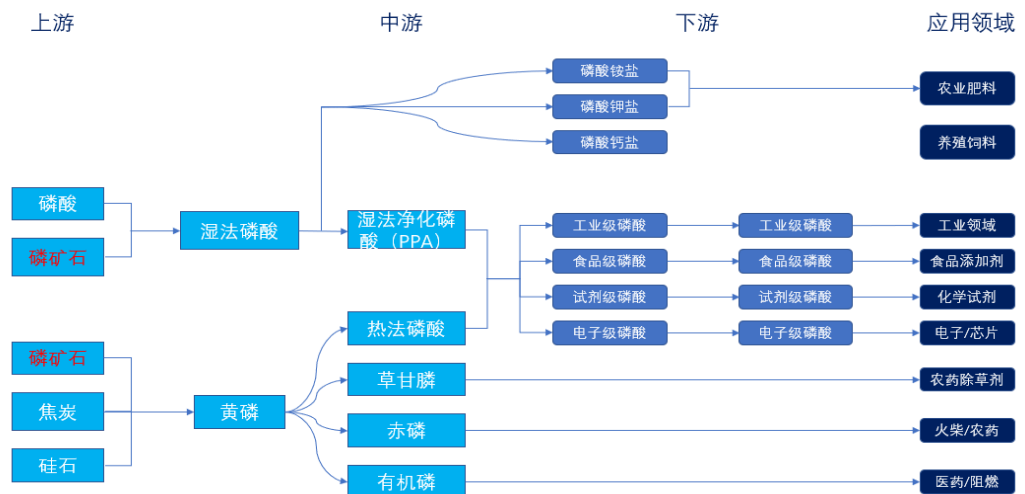 上游
中游
下游
应用领域
磷酸铵盐
磷酸钾盐
磷酸钙盐
农业肥料
养殖饲料
磷酸
磷矿石
湿法磷酸
湿法净化磷
酸（PPA）
工业级磷酸
工业级磷酸
工业领域
食品级磷酸
食品级磷酸
食品添加剂
试剂级磷酸
试剂级磷酸
化学试剂
电子级磷酸
电子级磷酸
电子/芯片
热法磷酸
磷矿石
焦炭
硅石
黄磷
草甘膦
农药除草剂
赤磷
火柴/农药
有机磷
医药/阻燃